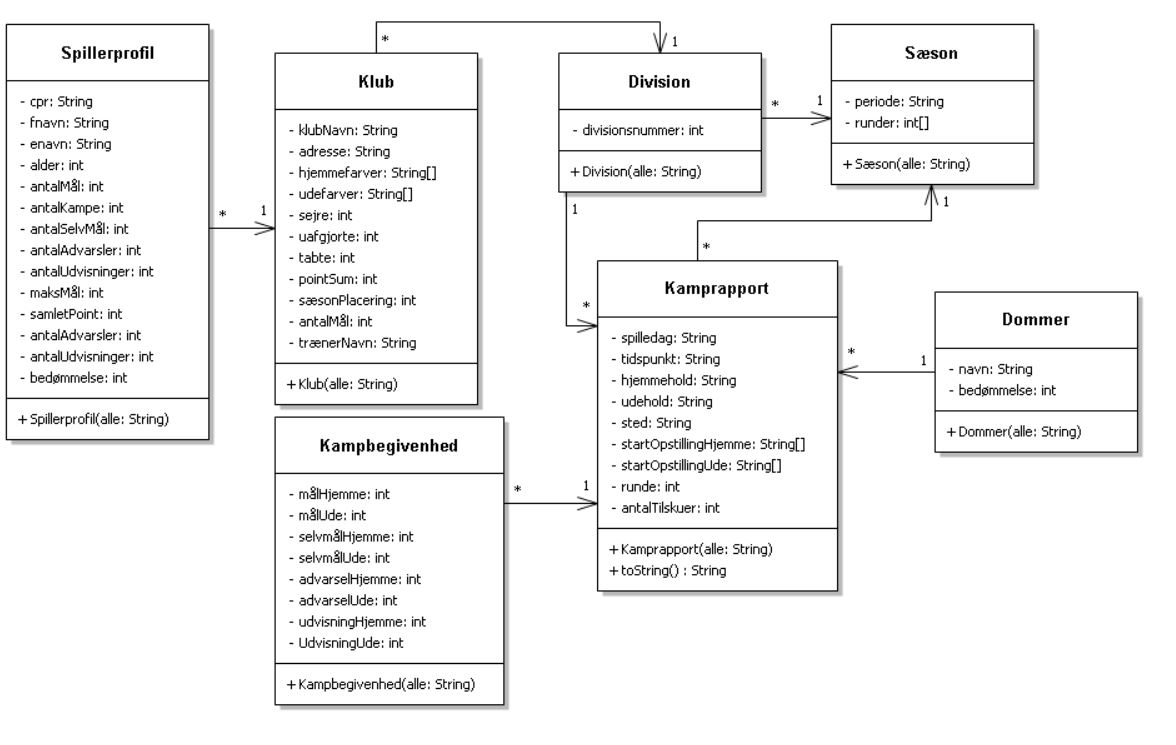 Spillerprofil
- cpr: String
- fnavn: String
- enavn: String
- alder: int
- antalMål: int
- antalKampe: int
- antalSelvMål: int
- antalAdvarsler: int
- antalUdvisninger: int
- maksMål: int
- samletPoint: int
- antalAdvarsler: int
- antalUdvisninger: int
- bedømmelse: int
+ Spillerprofil(alle: String)
* 1
Klub
- klubNavn: String
- adresse: String
- hjemmefarver: String[]
- udefarver: String[]
- sejre: int
- uafgjorte: int
- tabte: int
- pointSum: int
- sæsonPlacering: int
- antalMål: int
- trænerNavn: String
+ Klub(alle: String)
* 1
Division
- divisionsnummer: int
+ Division(alle: String)
* 1
Sæson
- periode: String
- runder: int[]
+ Sæson(alle: String)
1
*
1
*
Kamprapport
- spilledag: String
- tidspunkt: String
- hjemmehold: String
- udehold: String
- sted: String
- startOpstillingHjemme: String[]
- startOpstillingUde: String[]
- runde: int
- antalTilskuer: int
+ Kamprapport(alle: String)
+ toString() : String
* 1
Dommer
- navn: String
- bedømmelse: int
+ Dommer(alle: String)
Kampbegivenhed
- målHjemme: int
- målUde: int
- selvmålHjemme: int
- selvmålUde: int
- advarselHjemme: int
- advarselUde: int
- udvisningHjemme: int
- UdvisningUde: int
+ Kampbegivenhed(alle: String)
* 1